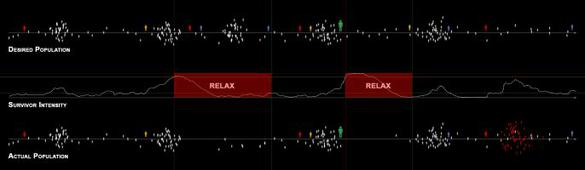 DESIRED POPULATION
RELAX RELAX
SURVIVOR INTENSITY
ACTUAL POPULATION